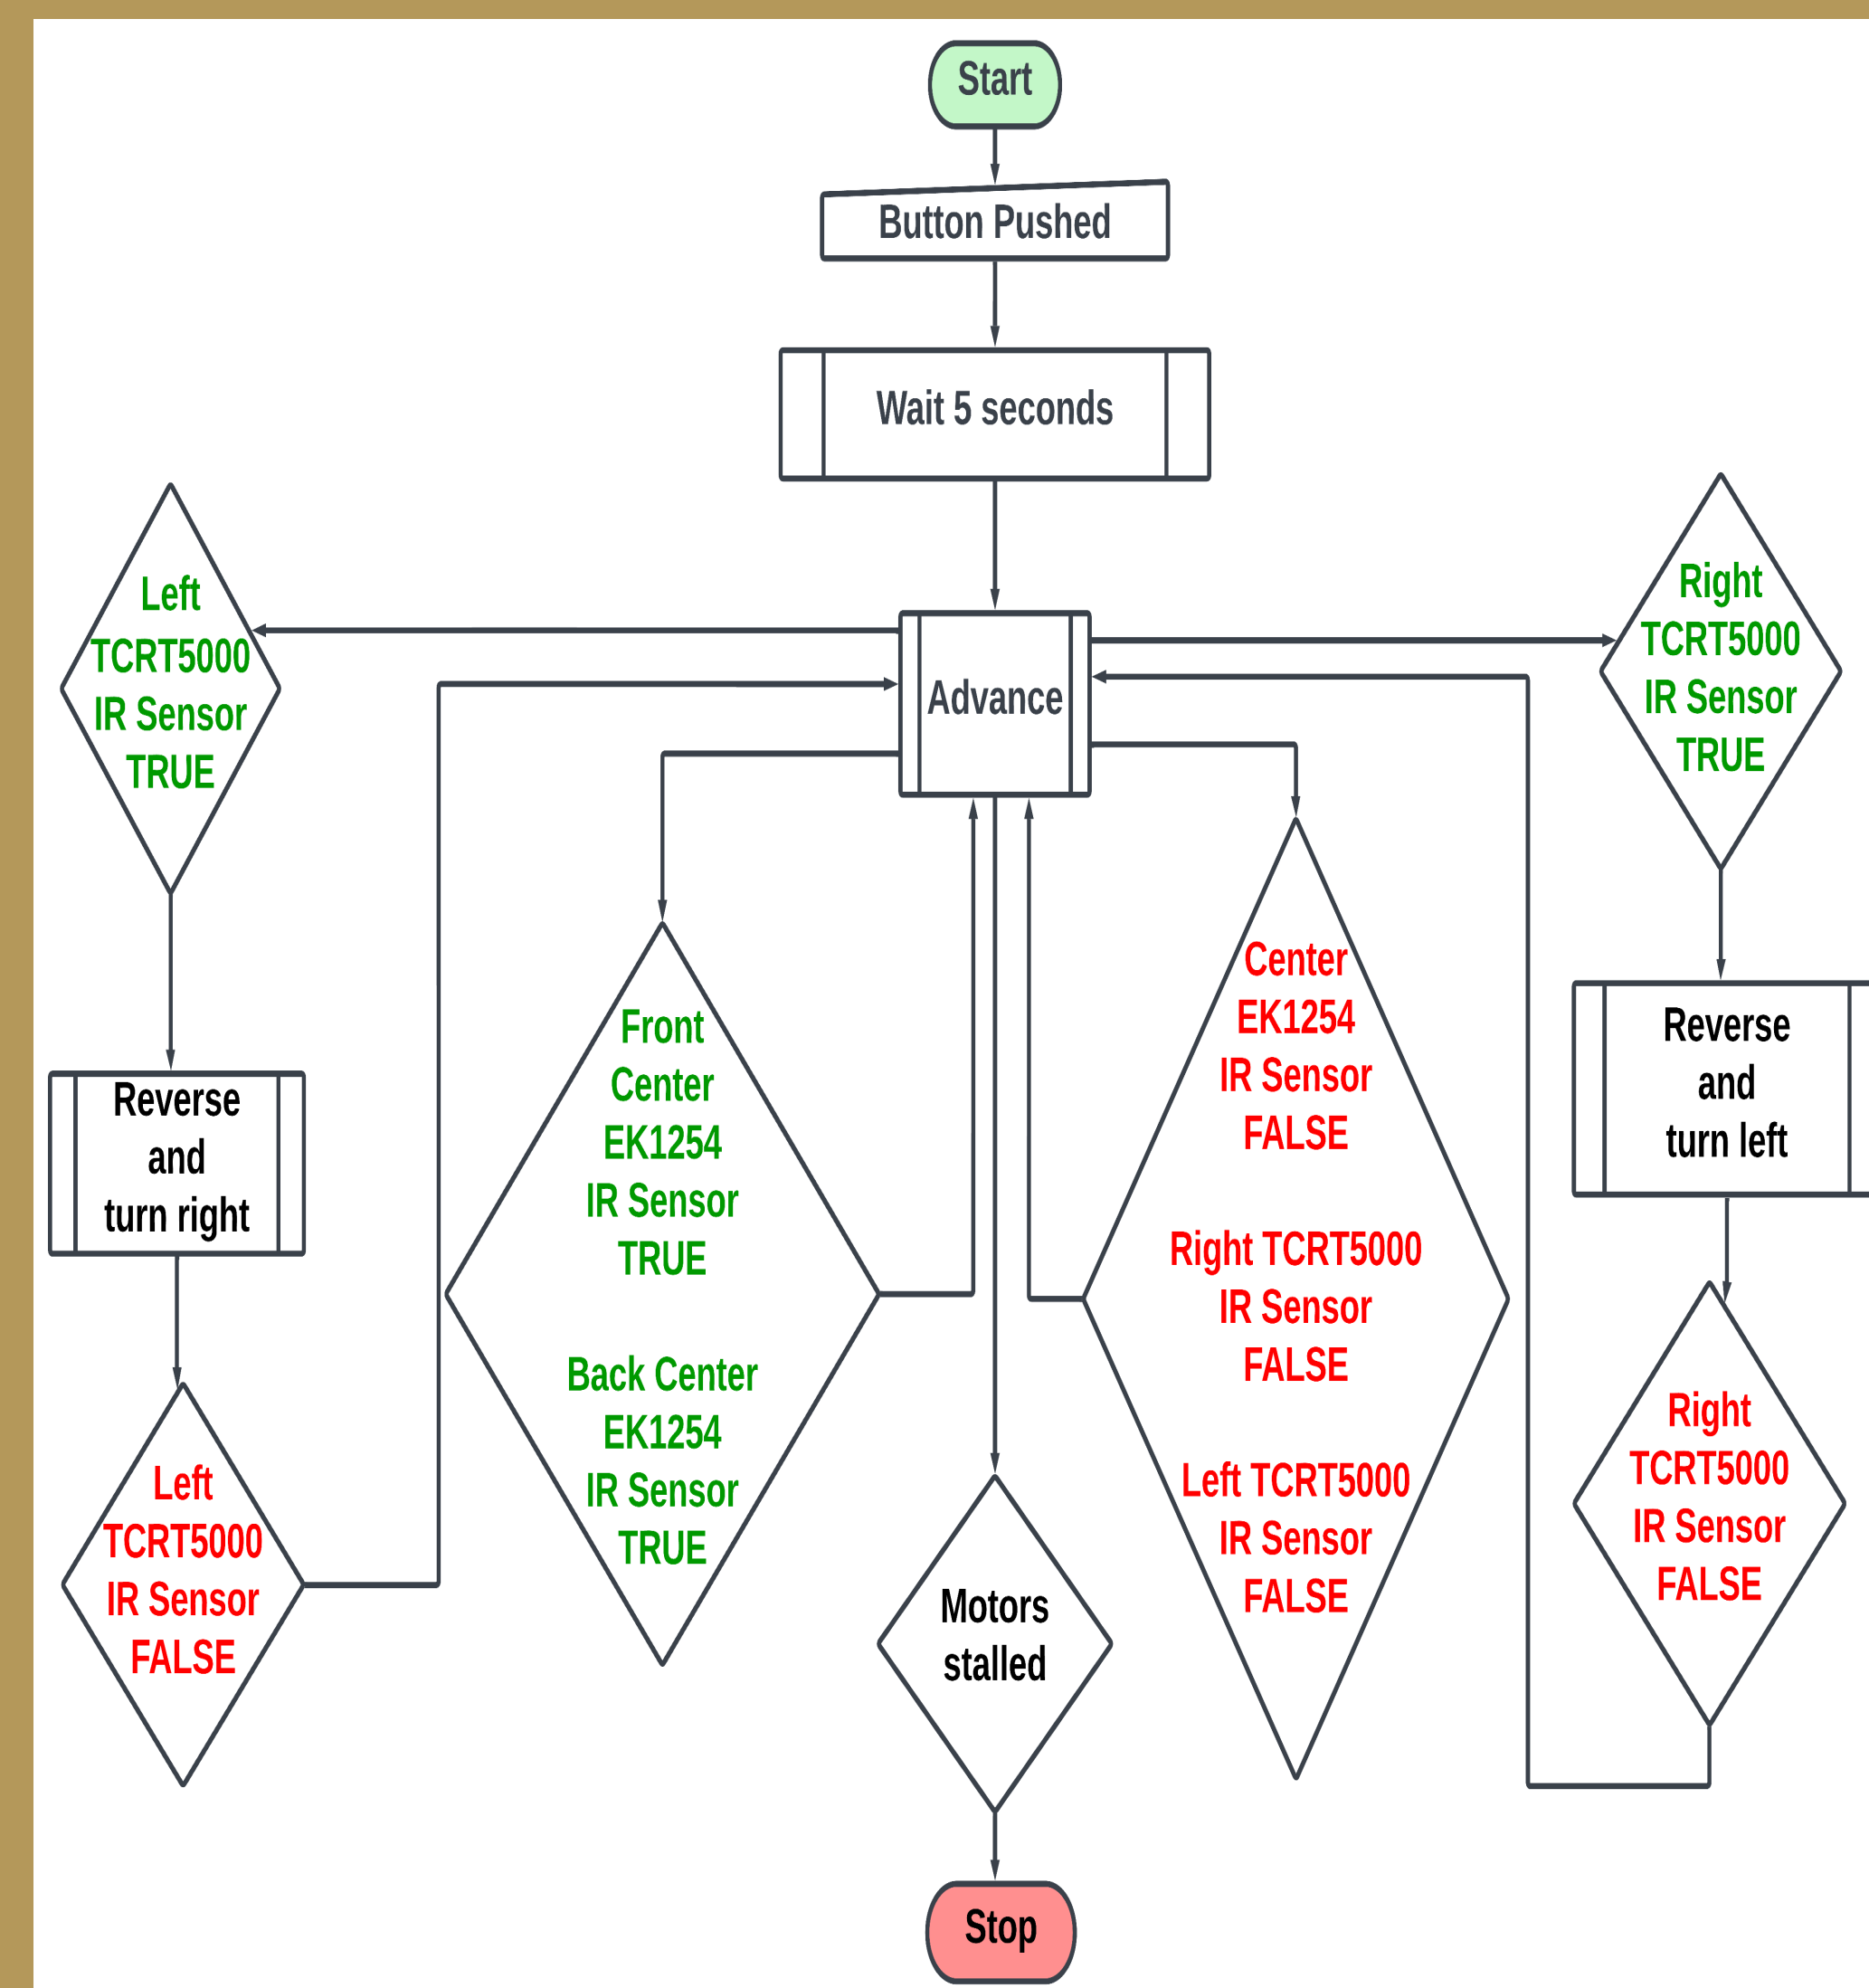 Start
Button Pushed
Wait 5 seconds
Advance
Left
TCRT5000
IR Sensor
TRUE
Right
TCRT5000
IR Sensor
TRUE
Reverse
and
turn right
Front
Center
EK1254
IR Sensor
TRUE
Back Center
EK1254
IR Sensor
TRUE
Center
EK1254
IR Sensor
FALSE
Right TCRT5000
IR Sensor
FALSE
Left TCRT5000
IR Sensor
FALSE
Reverse
and
turn left
Left
TCRT5000
IR Sensor
FALSE
Motors
stalled
Right
TCRT5000
IR Sensor
FALSE
Stop